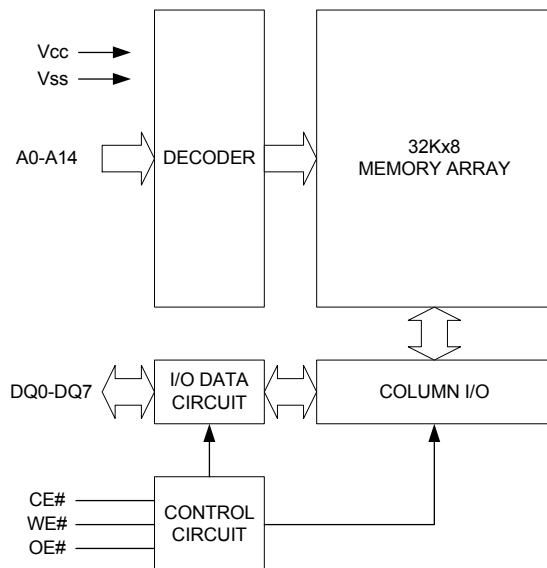 Vcc
Vss
A0-A14
DECODER
32Kx8
MEMORY ARRAY
DQ0-DQ7
I/O DATA
CIRCUIT
COLUMN I/O
CE#
WE#
OE#
CONTROL
CIRCUIT